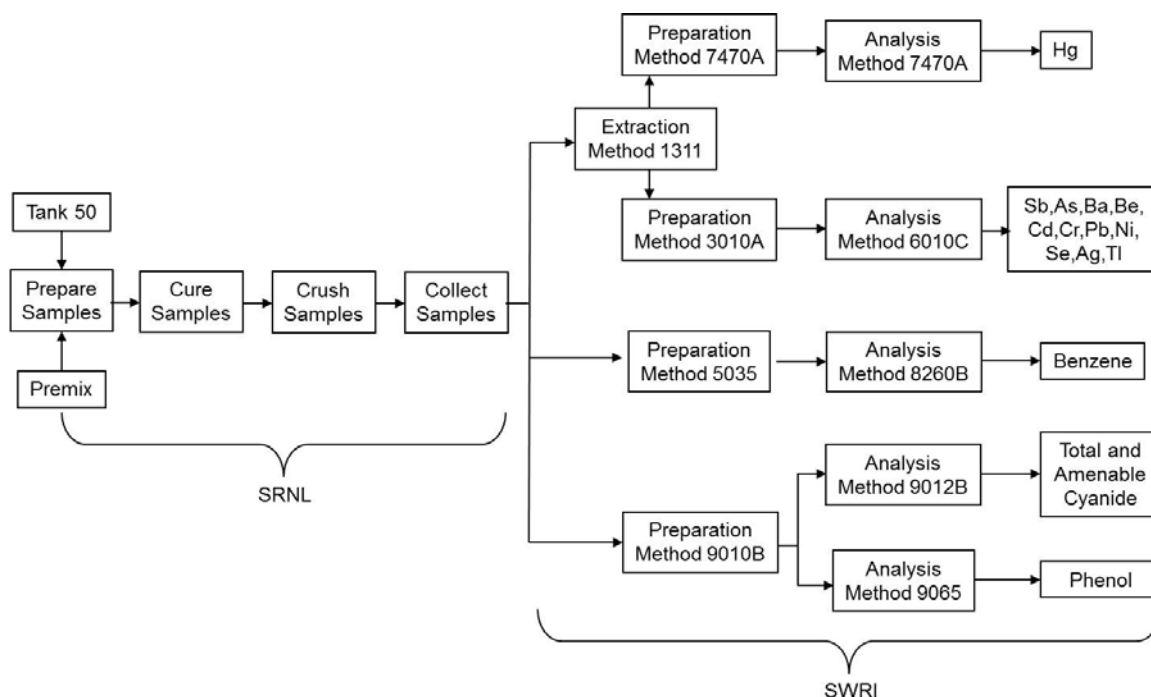 Tank 50
Prepare
Samples
Premix
Cure
Samples
Crush
Samples
Collect
Samples
SRNL
Extraction
Method 1311
Preparation
Method 7470A
Analysis
Method 7470A
Hg
Preparation
Method 3010A
Analysis
Method 6010C
Sb,As,Ba,Be,
Cd,Cr,Pb,Ni,
Se,Ag,Tl
Preparation
Method 5035
Analysis
Method 8260B
Benzene
Preparation
Method 9010B
Analysis
Method 9012B
Total and
Amenable
Cyanide
Analysis
Method 9065
Phenol
SWRI